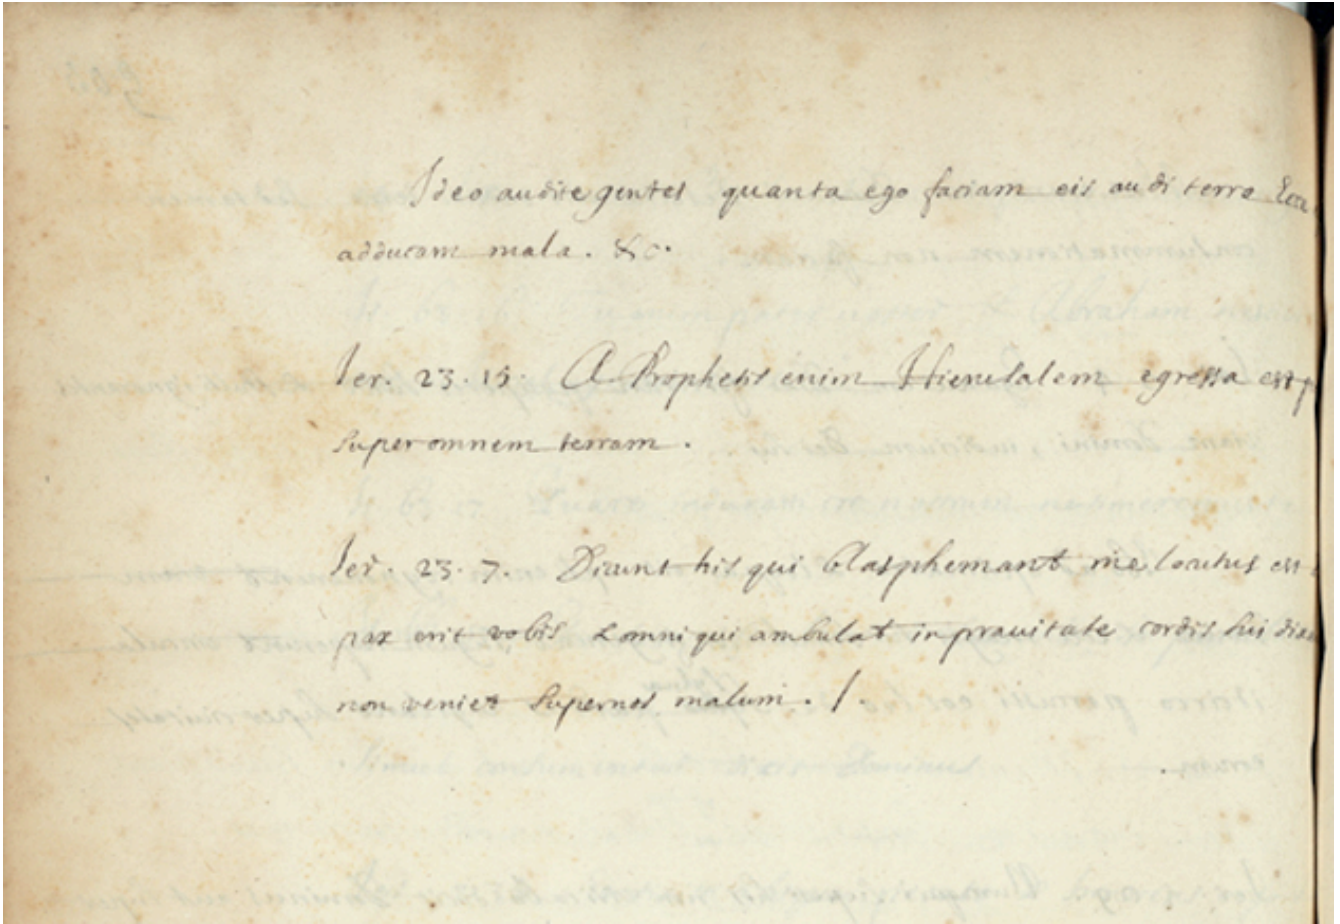 Ideo audite gentes quanta ego faciam eis audi terra Ecce
adducam mala. &c.
Jer. 23. 15. A Prophetis enim Hierusalem egressa est
super omnem terram.
Jer. 23. 7. Dicunt his qui blasphemant me locutus est
pax erit vobis & omni qui ambulat in pravitate cordis sui
non veniet super nos malum. /.